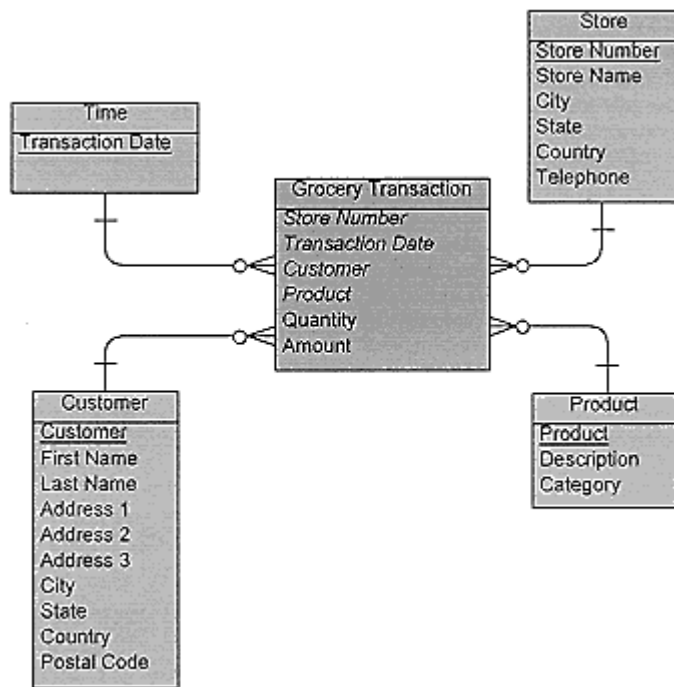 Store
Store Number
Store Name
City
State
Country
Telephone
Time
Transaction Date
Grocery Transaction
Store Number
Transaction Date
Customer
Product
Quantity
Amount
Customer
Customer
First Name
Last Name
Address 1
Address 2
Address 3
City
State
Country
Postal Code
Product
Product
Description
Category